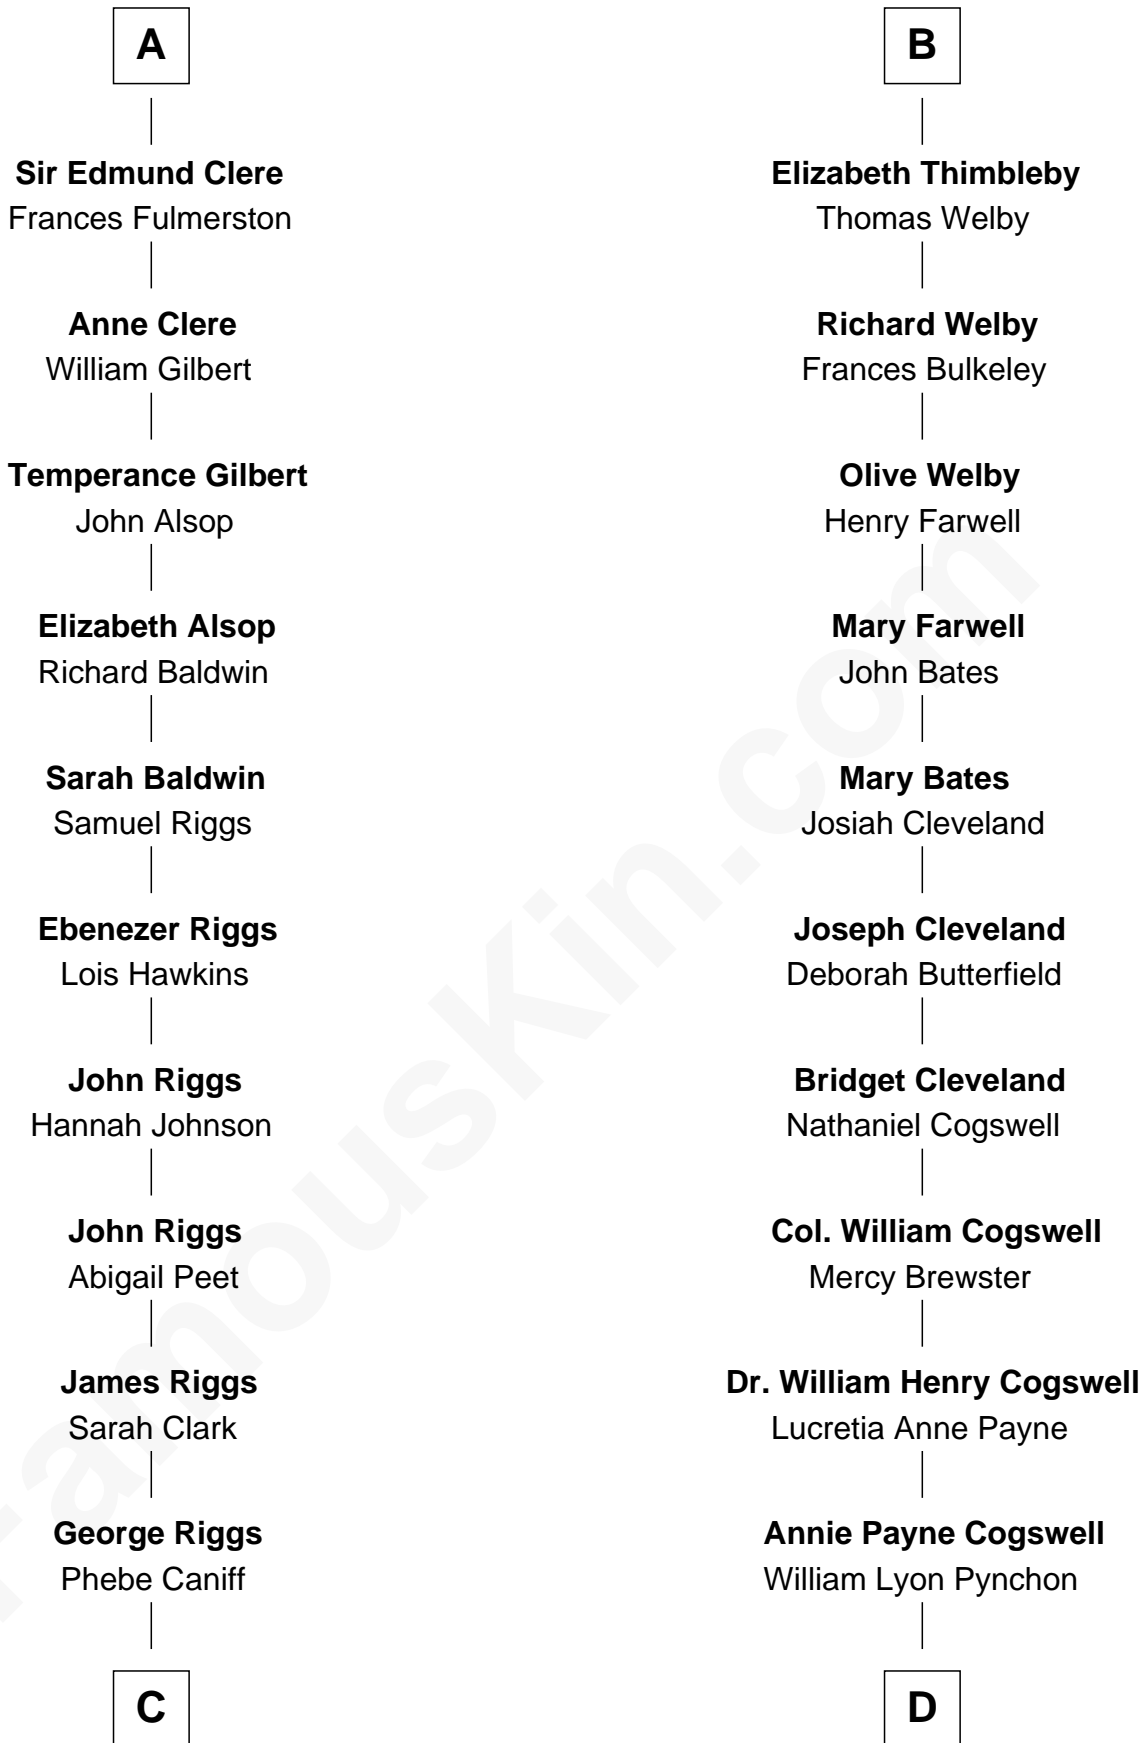 A
Sir Edmund Clere
Frances Fulmerston
Anne Clere
William Gilbert
Temperance Gilbert
John Alsop
Elizabeth Alsop
Richard Baldwin
Sarah Baldwin
Samuel Riggs
Ebenezer Riggs
Lois Hawkins
John Riggs
Hannah Johnson
John Riggs
Abigail Peet
James Riggs
Sarah Clark
George Riggs
Phebe Caniff
C
B
Elizabeth Thimbleby
Thomas Welby
Richard Welby
Frances Bulkeley
Olive Welby
Henry Farwell
Mary Farwell
John Bates
Mary Bates
Josiah Cleveland
Joseph Cleveland
Deborah Butterfield
Bridget Cleveland
Nathaniel Cogswell
Col. William Cogswell
Mercy Brewster
Dr. William Henry Cogswell
Lucretia Anne Payne
Annie Payne Cogswell
William Lyon Pynchon
D
FamousKin.com